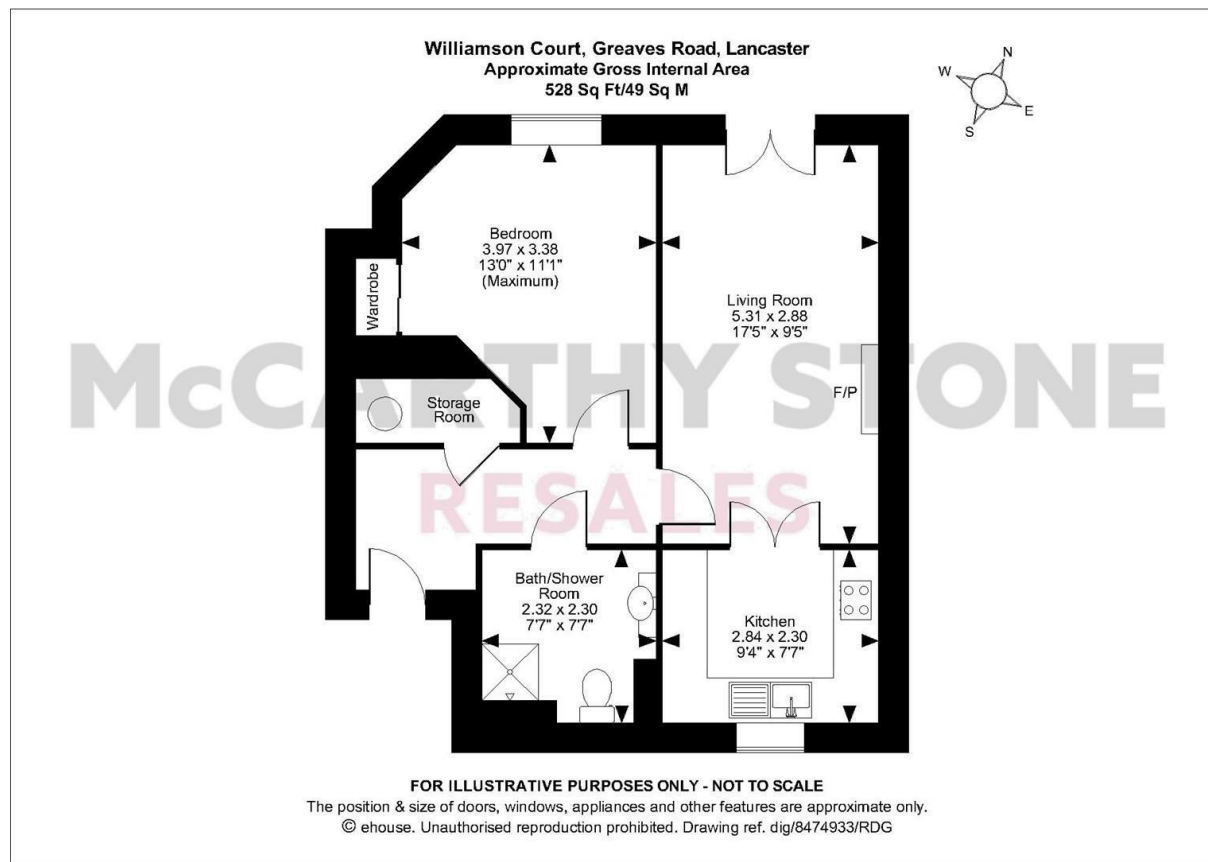 Williamson Court, Greaves Road, Lancaster
Approximate Gross Internal Area
528 Sq Ft/49 Sq M
N
W
E
S
Bedroom
3.97 x 3.38
13'0" x 11'1"
(Maximum)
Wardrobe
Living Room
5.31 x 2.88
17'5" x 9'5"
McCARTHY STONE
F/P
Storage
Room
RESALES
Bath/Shower
Room
2.32 x 2.30
7'7" x 7'7"
Kitchen
2.84 x 2.30
9'4" x 7'7"
FOR ILLUSTRATIVE PURPOSES ONLY - NOT TO SCALE
The position & size of doors, windows, appliances and other features are approximate only.
© ehouse. Unauthorised reproduction prohibited. Drawing ref. dig/8474933/RDG